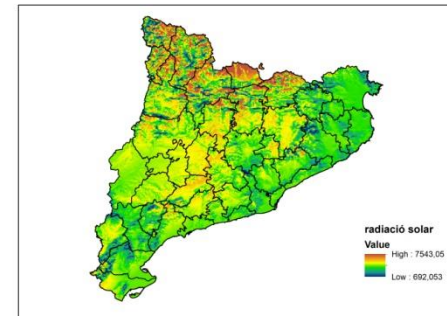 radiació solar
Value
High : 7543,05
Low : 692,053